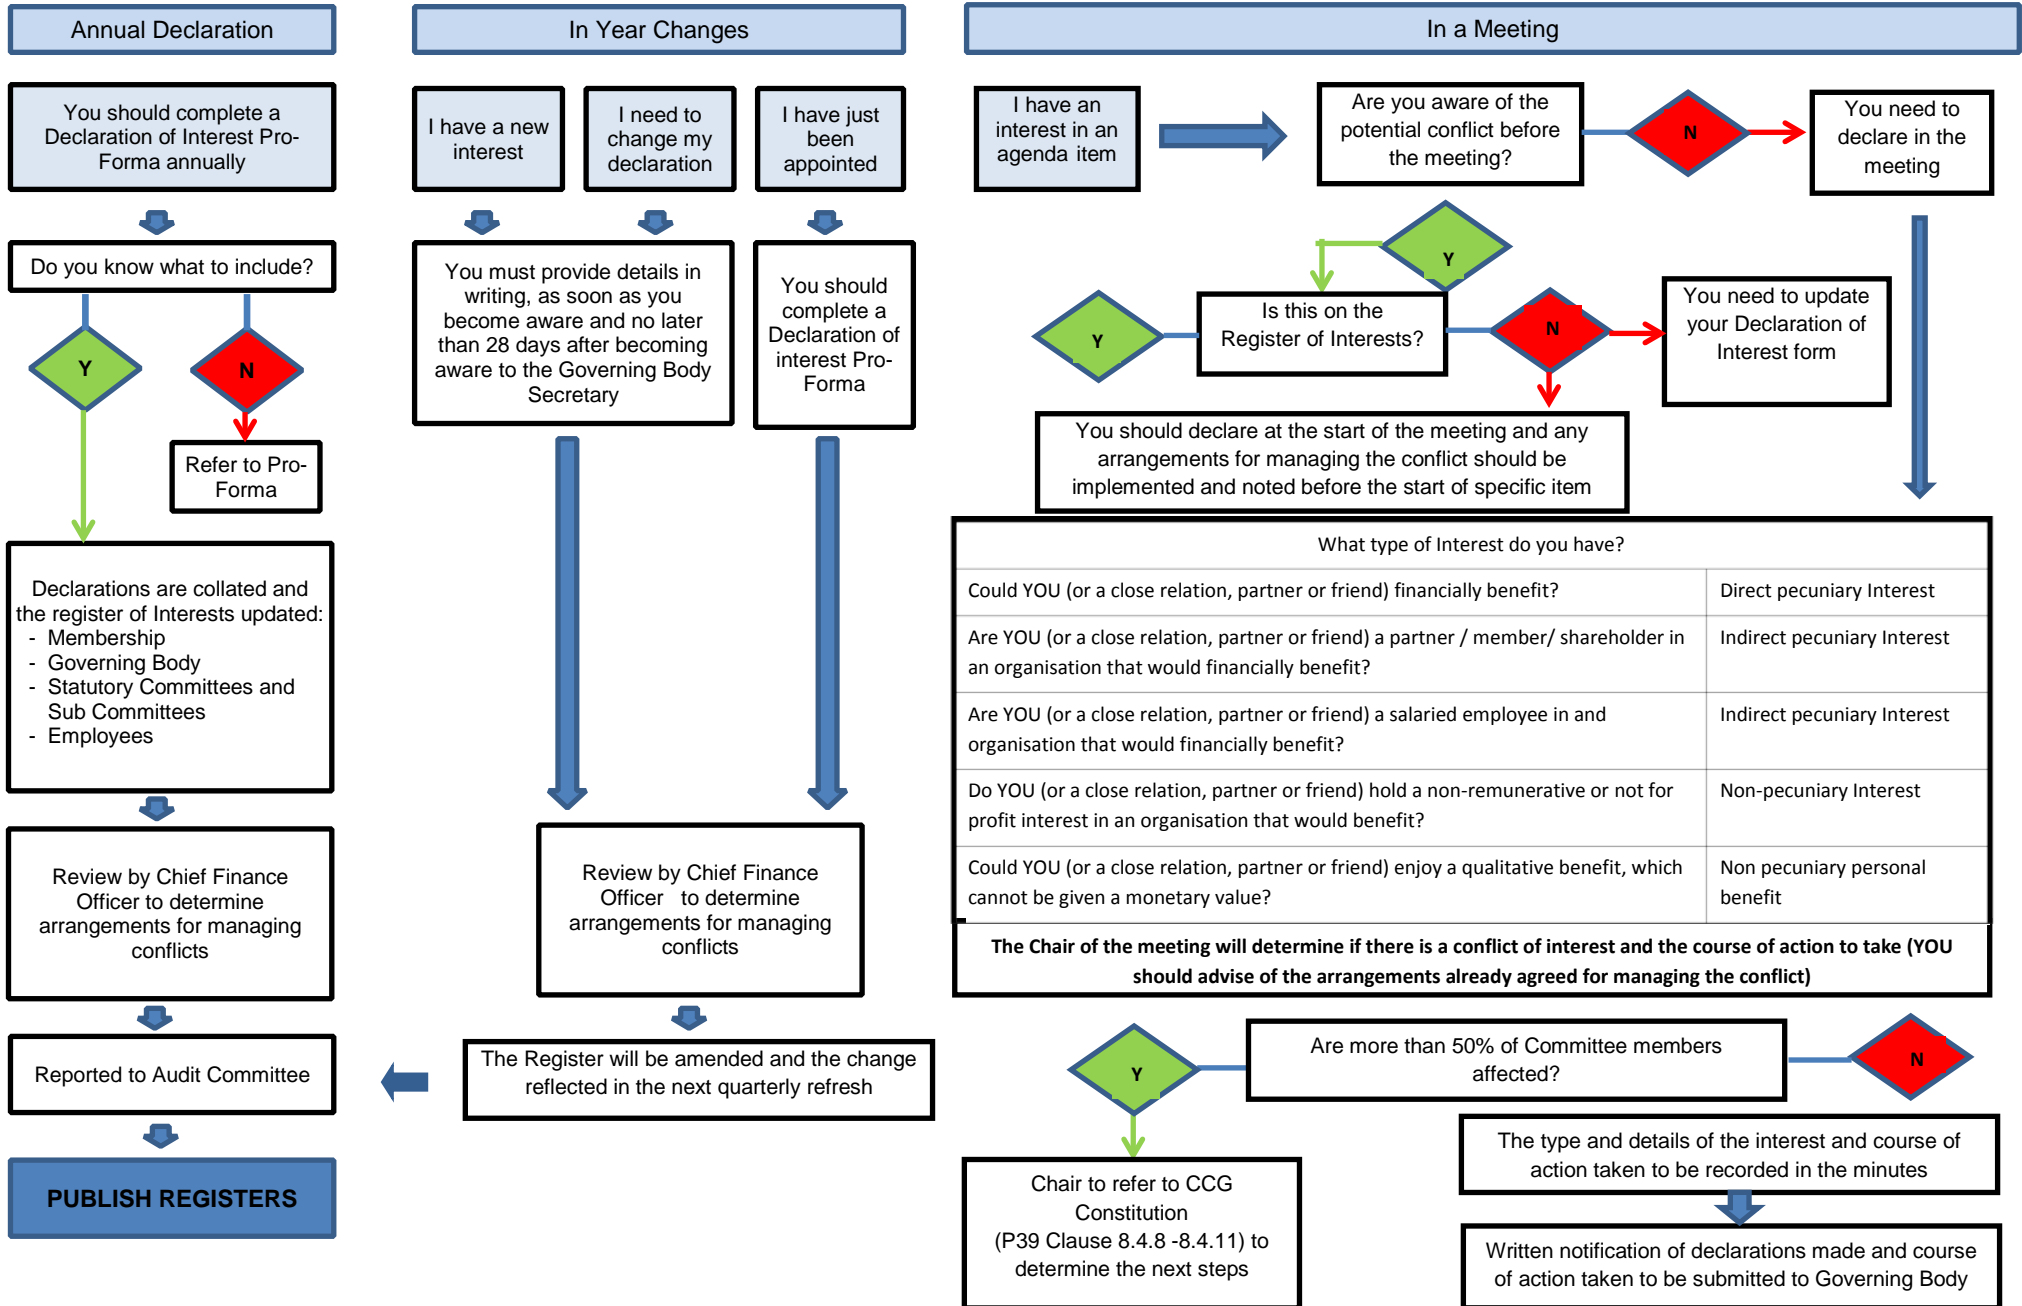 Annual Declaration
You should complete a
Declaration of Interest Pro-
Forma annually
Do you know what to include?
Y
N
Refer to Pro-
Forma
Declarations are collated and
the register of Interests updated:
- Membership
- Governing Body
- Statutory Committees and
Sub Committees
- Employees
Review by Chief Finance
Officer to determine
arrangements for managing
conflicts
Reported to Audit Committee
PUBLISH REGISTERS
In Year Changes
I have a new
interest
I need to
change my
declaration
I have just
been
appointed
You must provide details in
writing, as soon as you
become aware and no later
than 28 days after becoming
aware to the Governing Body
Secretary
You should
complete a
Declaration of
interest Pro-
Forma
Review by Chief Finance
Officer to determine
arrangements for managing
conflicts
The Register will be amended and the change
reflected in the next quarterly refresh
In a Meeting
I have an
interest in an
agenda item
Are you aware of the
potential conflict before
the meeting?
N
You need to
declare in the
meeting
Y
Is this on the
Register of Interests?
Y
N
You need to update
your Declaration of
Interest form
You should declare at the start of the meeting and any
arrangements for managing the conflict should be
implemented and noted before the start of specific item
What type of Interest do you have?
Could YOU (or a close relation, partner or friend) financially benefit?
Direct pecuniary Interest
Are YOU (or a close relation, partner or friend) a partner / member/ shareholder in
an organisation that would financially benefit?
Indirect pecuniary Interest
Are YOU (or a close relation, partner or friend) a salaried employee in and
organisation that would financially benefit?
Indirect pecuniary Interest
Do YOU (or a close relation, partner or friend) hold a non-remunerative or not for
profit interest in an organisation that would benefit?
Non-pecuniary Interest
Could YOU (or a close relation, partner or friend) enjoy a qualitative benefit, which
cannot be given a monetary value?
Non pecuniary personal
benefit
The Chair of the meeting will determine if there is a conflict of interest and the course of action to take (YOU
should advise of the arrangements already agreed for managing the conflict)
Are more than 50% of Committee members
affected?
Y
N
Chair to refer to CCG
Constitution
(P39 Clause 8.4.8 -8.4.11) to
determine the next steps
The type and details of the interest and course of
action taken to be recorded in the minutes
Written notification of declarations made and course
of action taken to be submitted to Governing Body